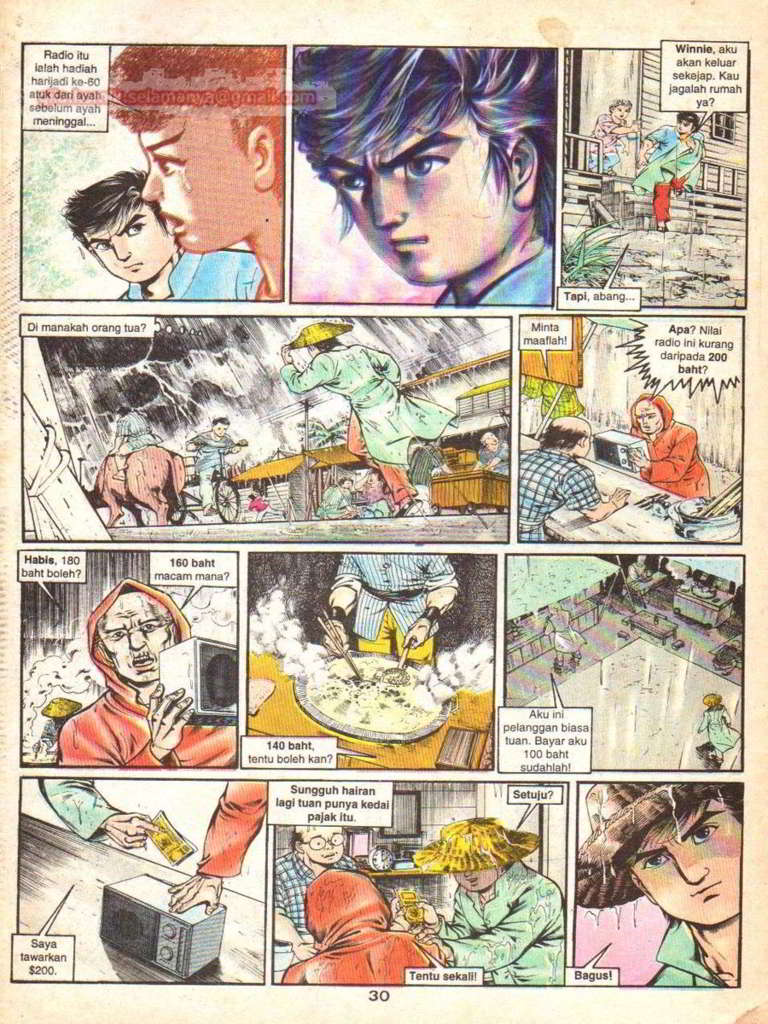 Radio itu
ialah hadiah
harijadi ke-60
atuk dari ayah
sebelum ayah
meninggal...
selamanya@gmail.com
Winnie, aku
akan keluar
sekejap. Kau
jagalah rumah
ya?
Tapi, abang...
Di manakah orang tua?
Minta
maaflah!
Apa? Nilai
radio ini kurang
daripada 200
baht?
Habis, 180
baht boleh?
160 baht
macam mana?
140 baht,
tentu boleh kan?
Aku ini
pelanggan biasa
tuan. Bayar aku
100 baht
sudahlah!
Saya
tawarkan
$200.
Sungguh hairan
lagi tuan punya kedai
pajak itu.
Setuju?
Tentu sekali!
Bagus!
30